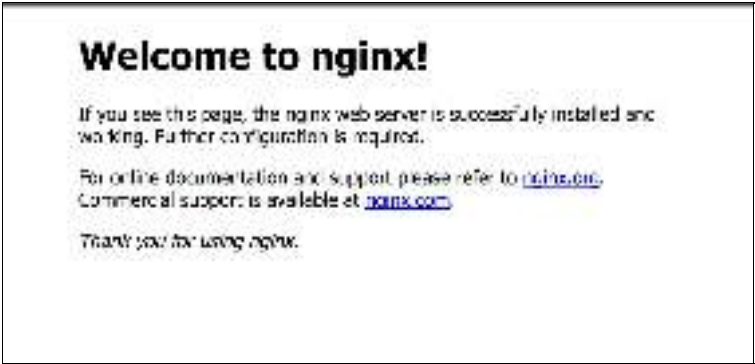 Welcome to nginx!
If you see this page, the nginx web server is successfully installed and
working. Further configuration is required.
For online documentation and support please refer to nginx.org.
Commercial support is available at nginx.com.
Thank you for using nginx.